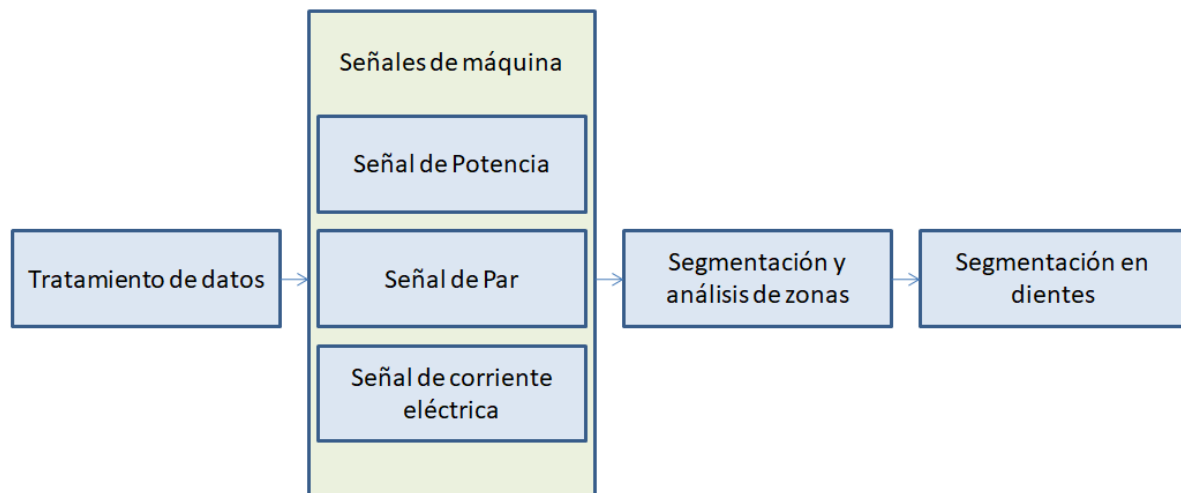 Señales de máquina
Señal de Potencia
Tratamiento de datos
Señal de Par
Segmentación y
análisis de zonas
Segmentación en
dientes
Señal de corriente
eléctrica